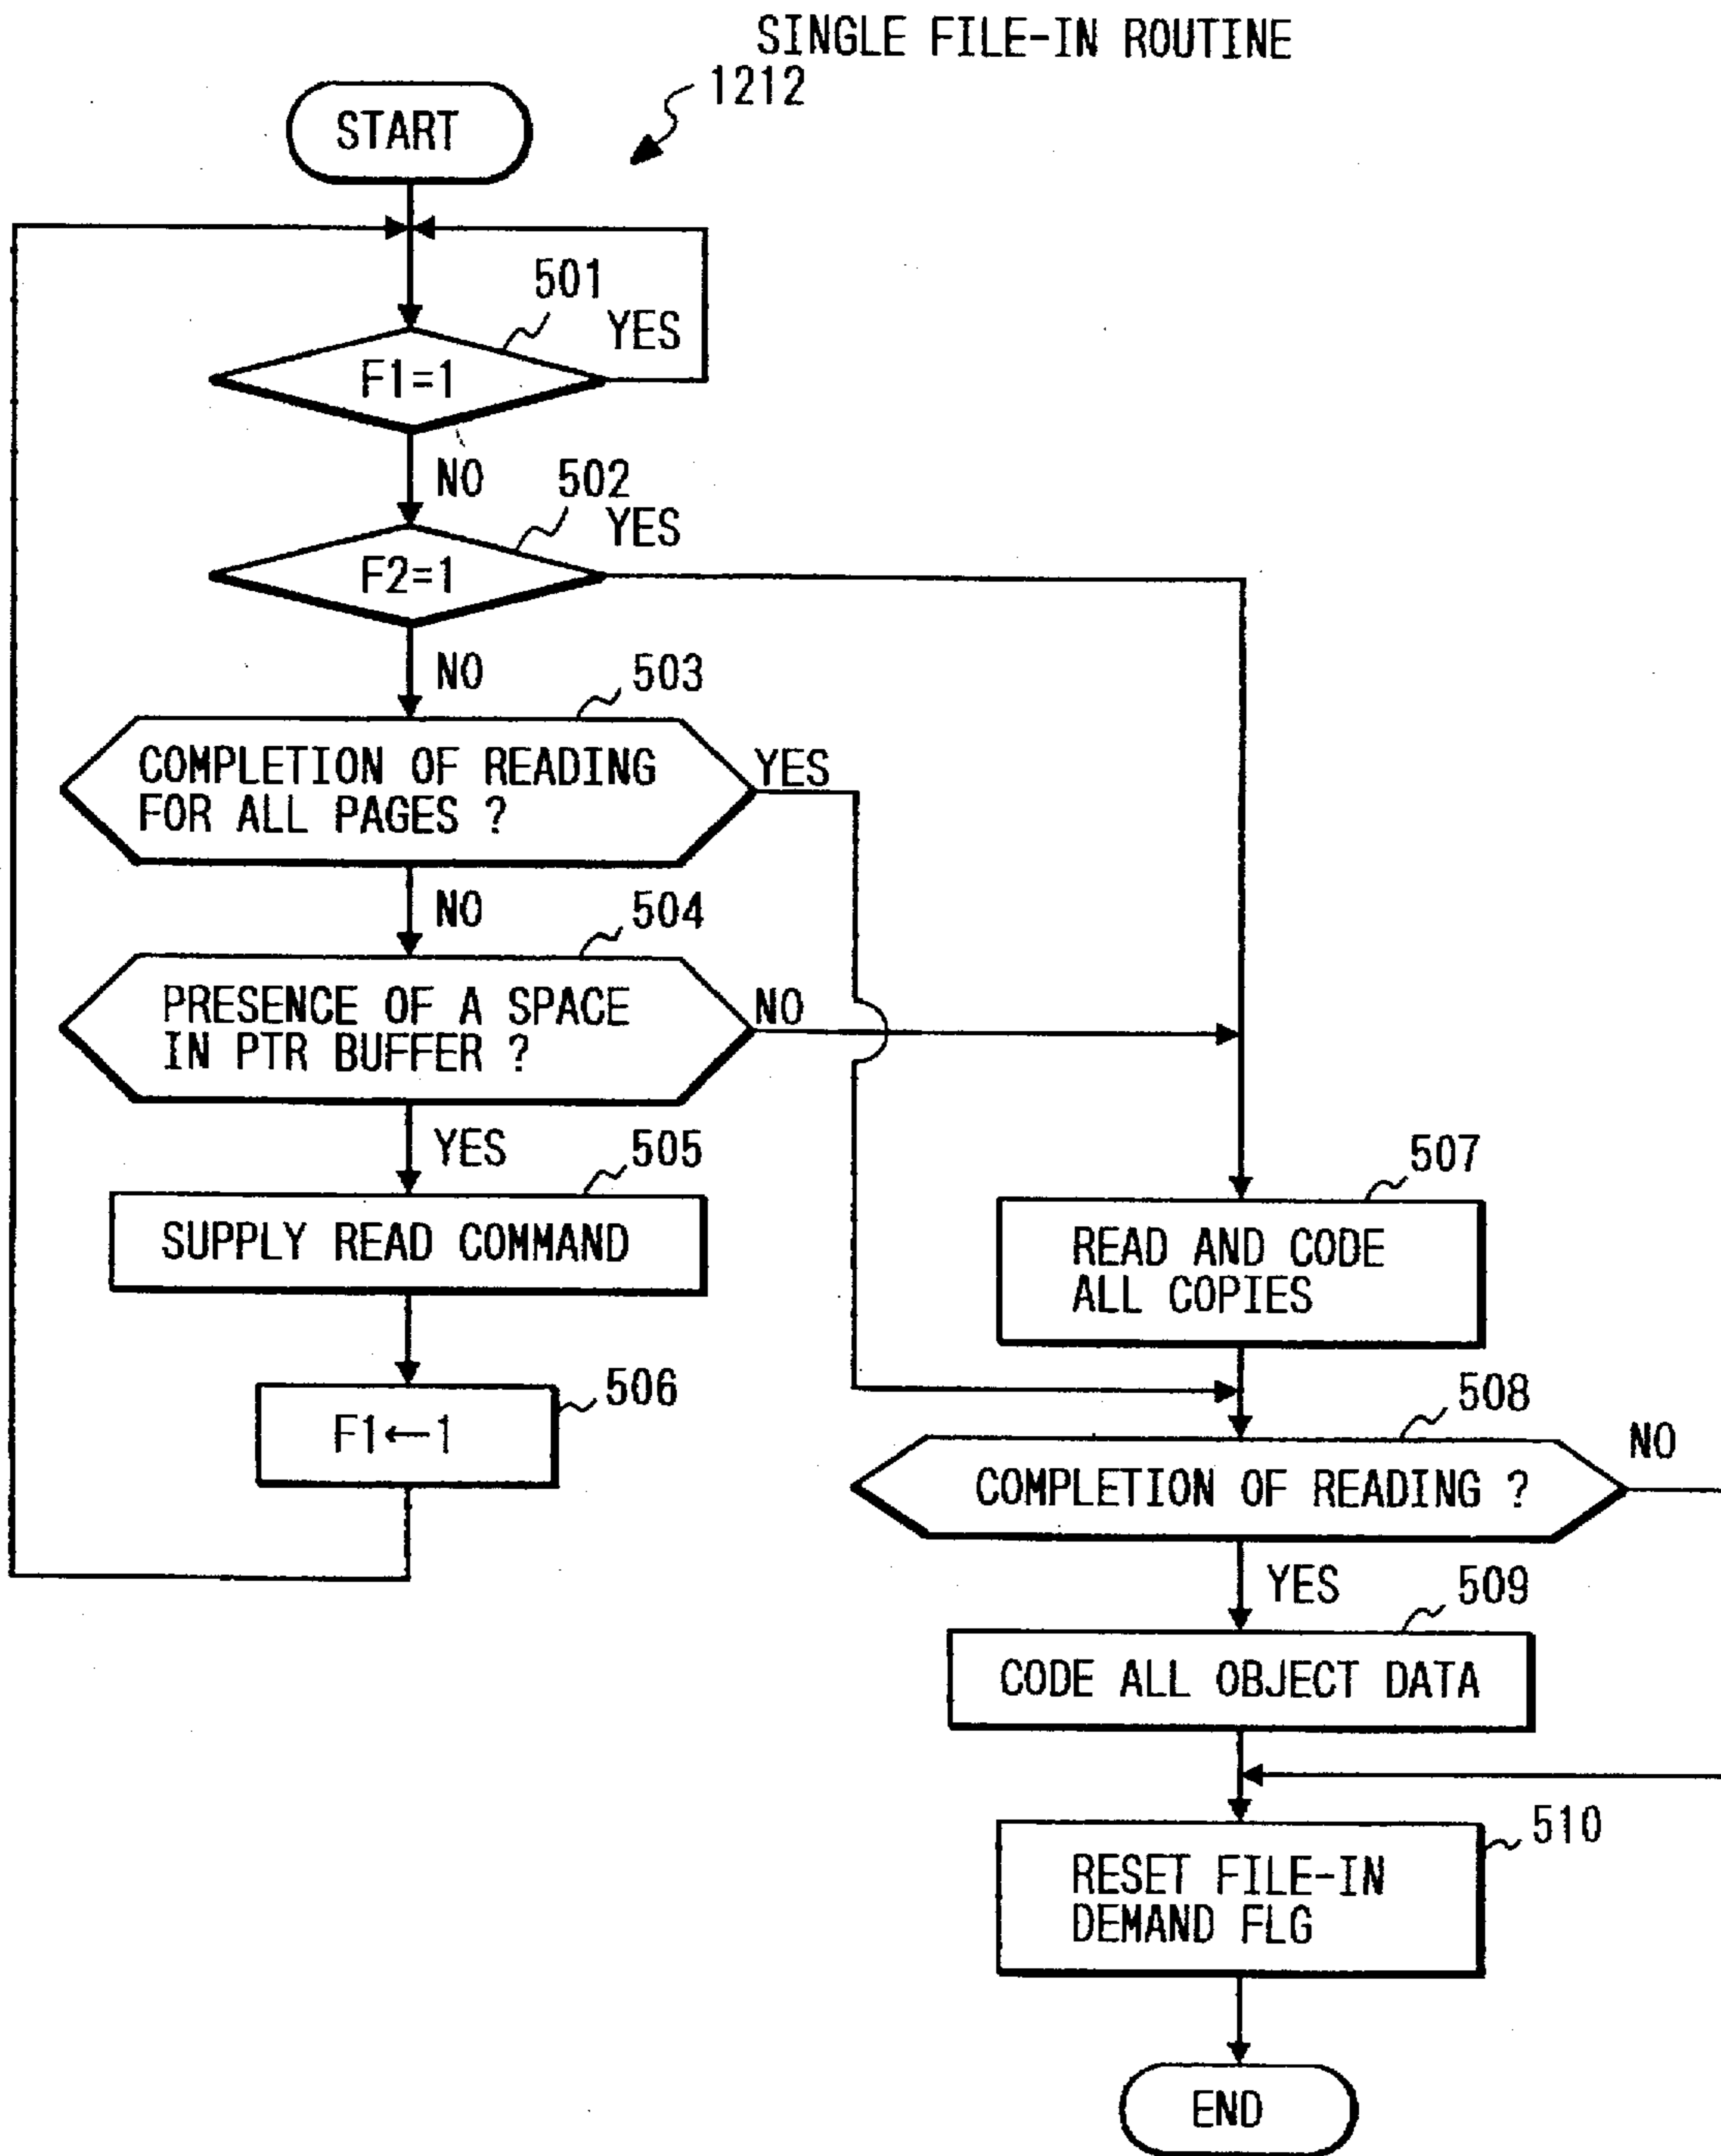 SINGLE FILE-IN ROUTINE
1212
START
501
YES
F1=1
NO
502
YES
F2=1
NO
503
COMPLETION OF READING
FOR ALL PAGES ?
YES
NO
504
PRESENCE OF A SPACE
IN PTR BUFFER ?
NO
YES
505
SUPPLY READ COMMAND
506
F1←1
507
READ AND CODE
ALL COPIES
508
COMPLETION OF READING ?
NO
YES
509
CODE ALL OBJECT DATA
510
RESET FILE-IN
DEMAND FLG
END